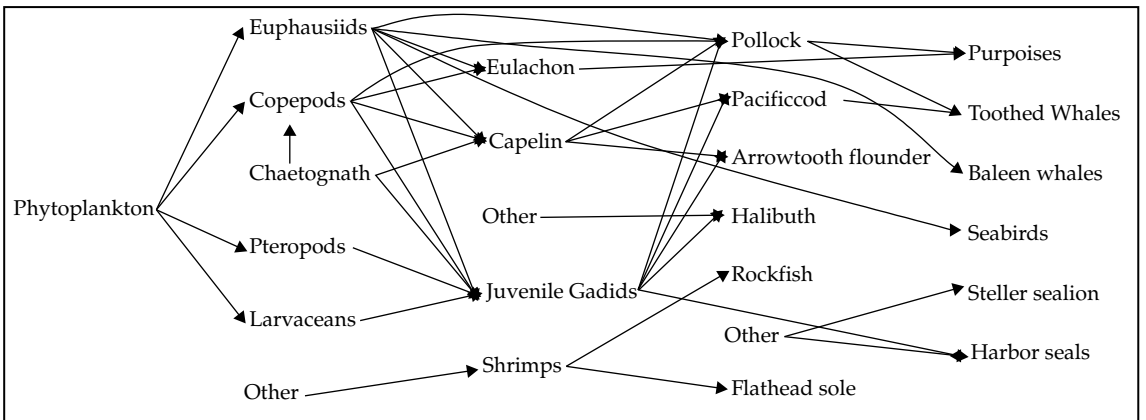 Phytoplankton
Euphausiids
Copepods
Chaetognath
Pteropods
Larvaceans
Other
Eulachon
Capelin
Other
Juvenile Gadids
Shrimps
Pollock
Pacificcod
Arrowtooth flounder
Halibuth
Rockfish
Other
Flathead sole
Purpoises
Toothed Whales
Baleen whales
Seabirds
Steller sealion
Harbor seals